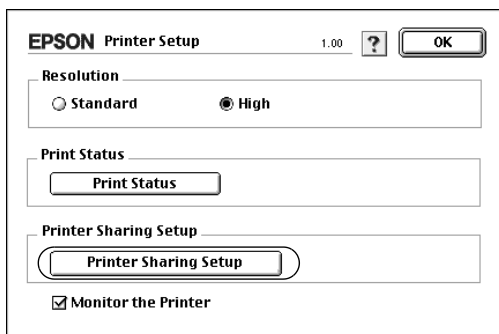 EPSON Printer Setup 1.00 ? OK
Resolution
Standard High
Print Status
Print Status
Printer Sharing Setup
Printer Sharing Setup
Monitor the Printer